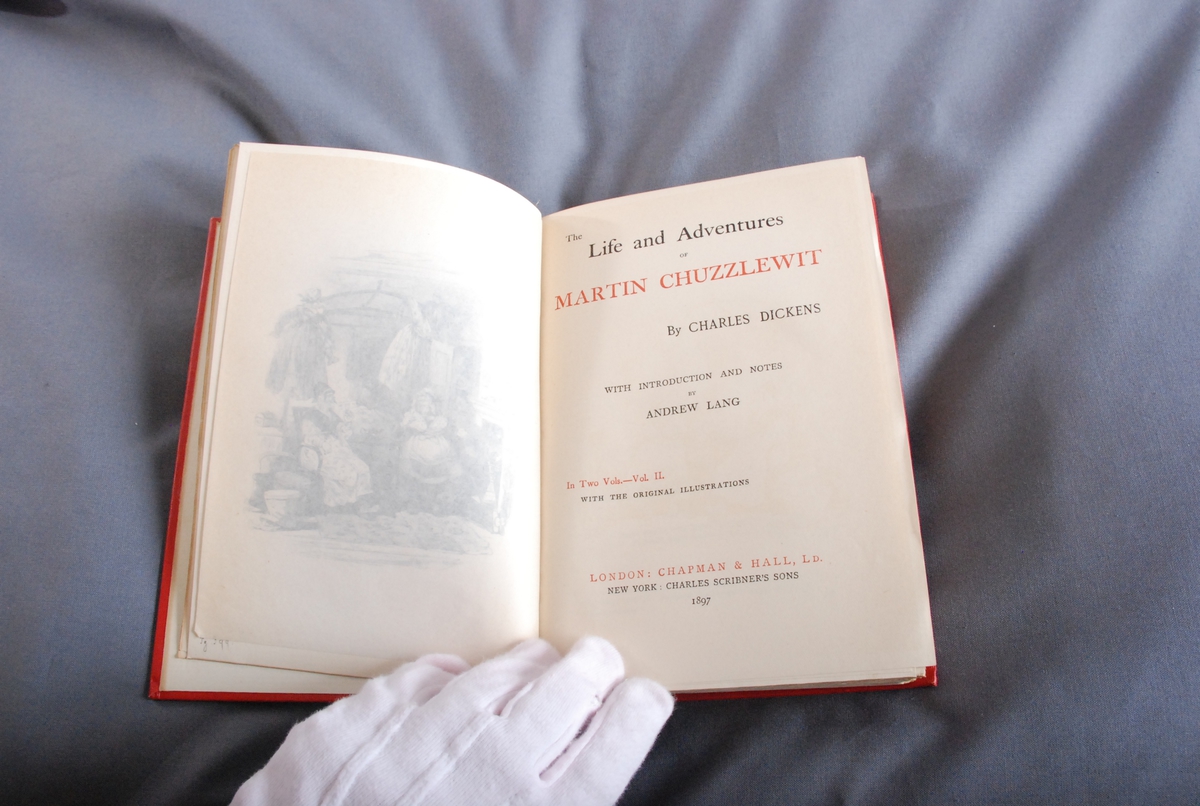 The
Life and Adventures
OF
MARTIN CHUZZLEWIT
By CHARLES DICKENS
WITH INTRODUCTION AND NOTES
BY
ANDREW LANG
In Two Vols.—Vol. II.
WITH THE ORIGINAL ILLUSTRATIONS
LONDON: CHAPMAN & HALL, LD.
NEW YORK: CHARLES SCRIBNER'S SONS
1897